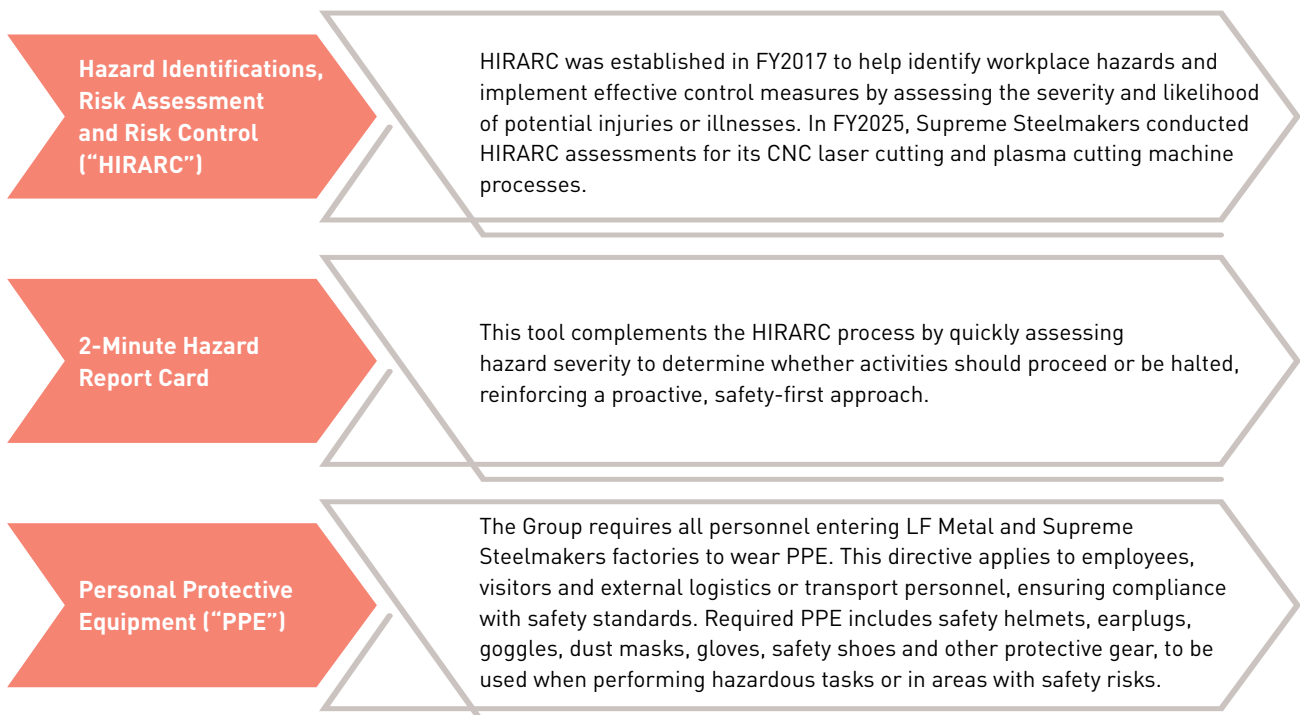 Hazard Identifications,
Risk Assessment
and Risk Control
(“HIRARC”)
HIRARC was established in FY2017 to help identify workplace hazards and
implement effective control measures by assessing the severity and likelihood
of potential injuries or illnesses. In FY2025, Supreme Steelmakers conducted
HIRARC assessments for its CNC laser cutting and plasma cutting machine
processes.
2-Minute Hazard
Report Card
This tool complements the HIRARC process by quickly assessing
hazard severity to determine whether activities should proceed or be halted,
reinforcing a proactive, safety-first approach.
Personal Protective
Equipment (“PPE”)
The Group requires all personnel entering LF Metal and Supreme
Steelmakers factories to wear PPE. This directive applies to employees,
visitors and external logistics or transport personnel, ensuring compliance
with safety standards. Required PPE includes safety helmets, earplugs,
goggles, dust masks, gloves, safety shoes and other protective gear, to be
used when performing hazardous tasks or in areas with safety risks.